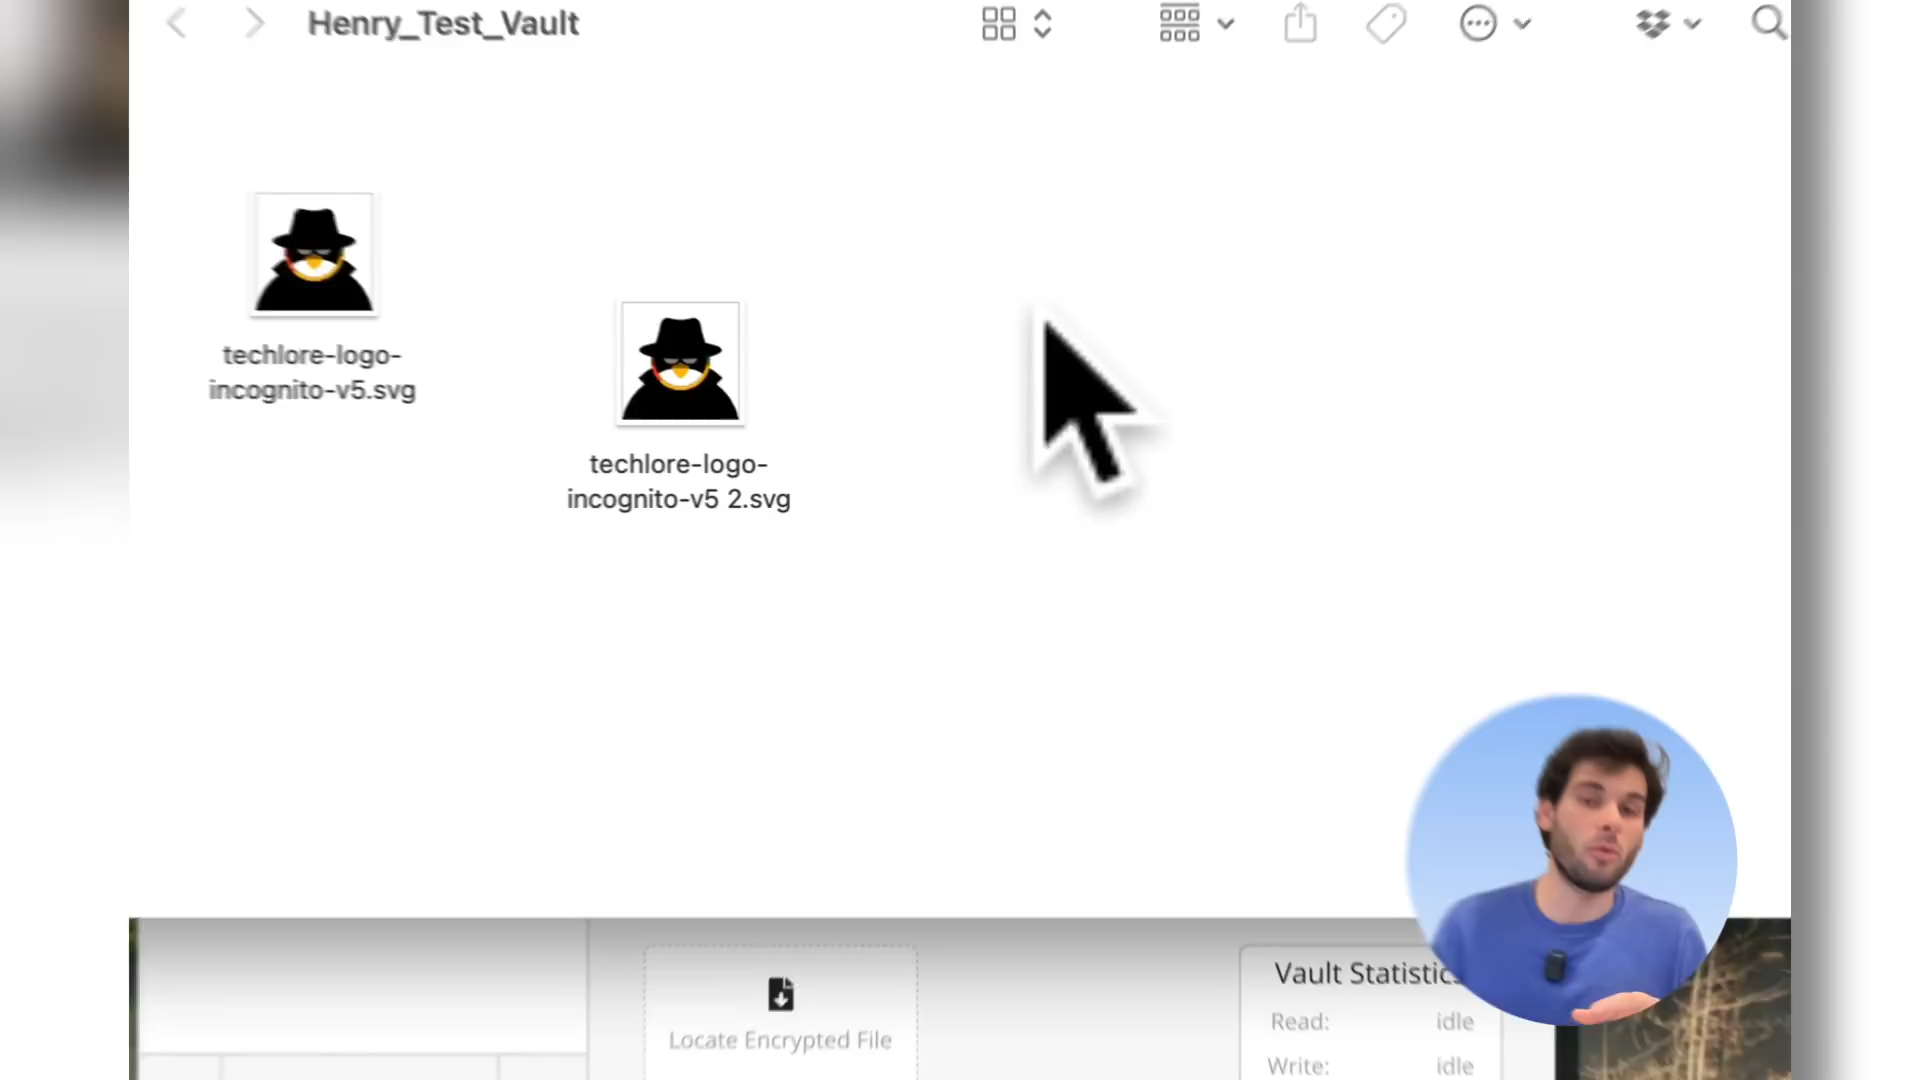 Henry_Test_Vault
techlore-logo-
incognito-v5.svg
techlore-logo-
incognito-v5 2.svg
Locate Encrypted File
Vault Statistics
Read: idle
Write: idle